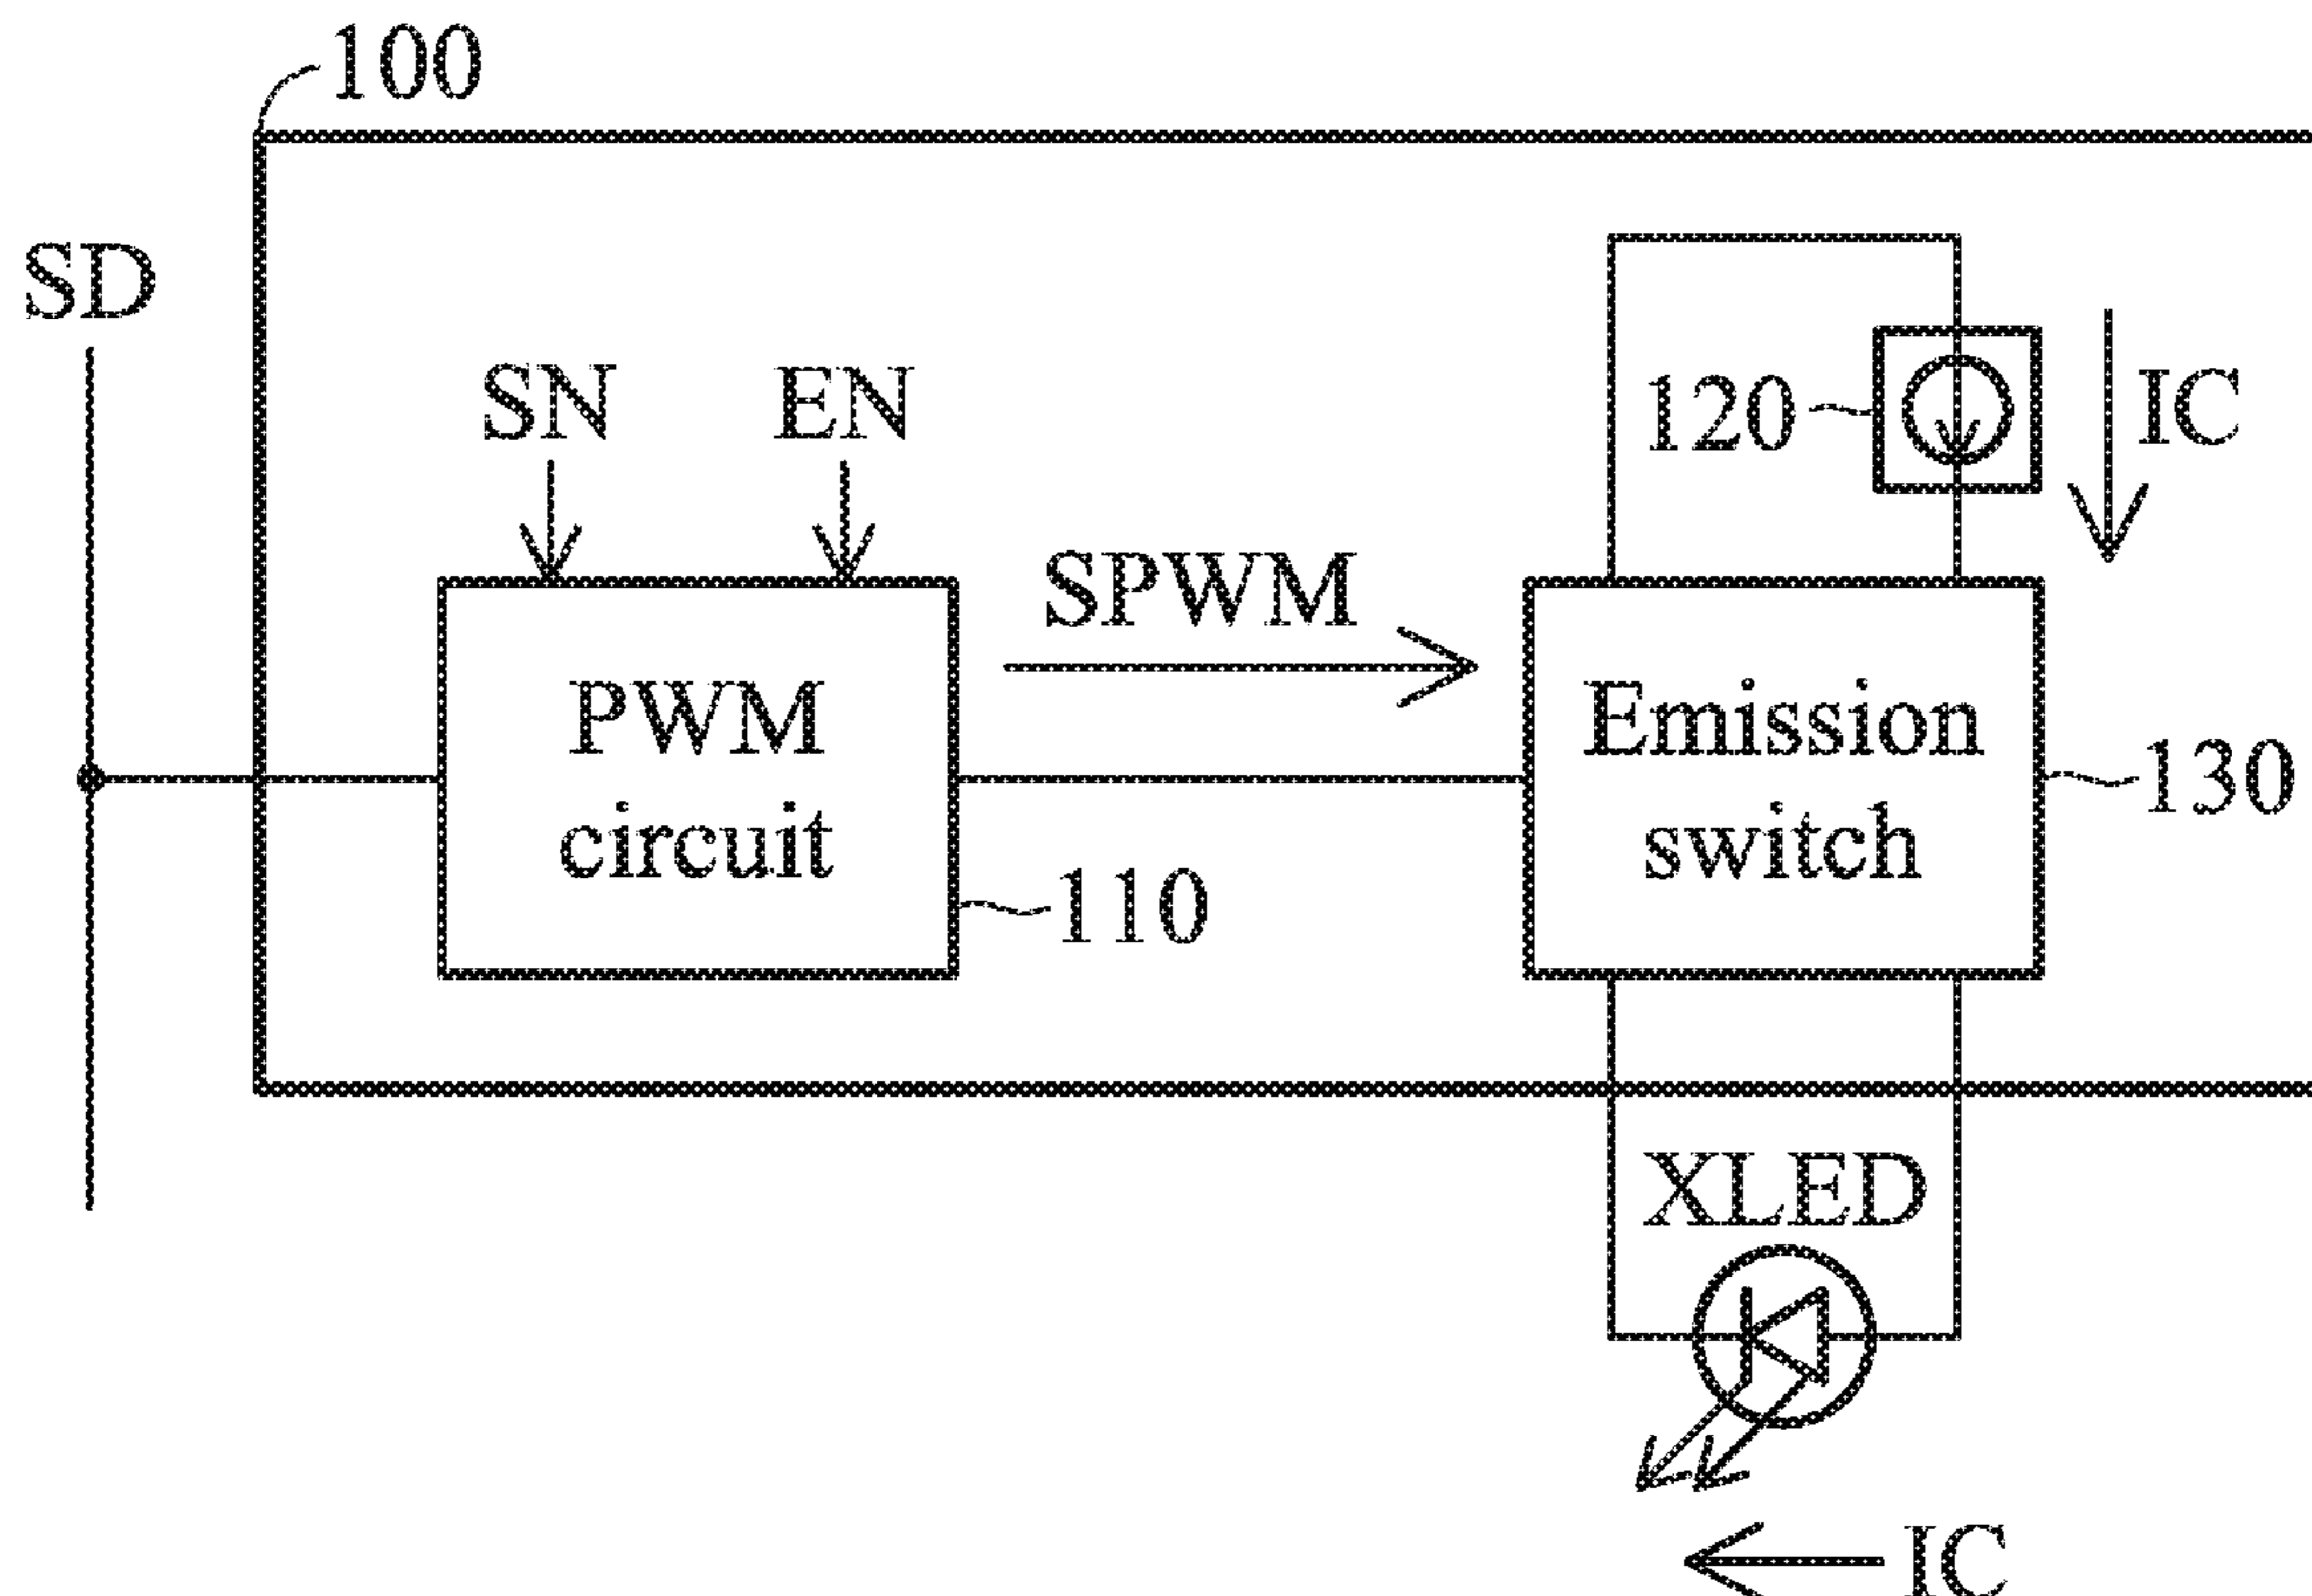 100
SD
SN
EN
120
IC
SPWM
PWM
circuit
Emission
switch
130
110
XLED
IC